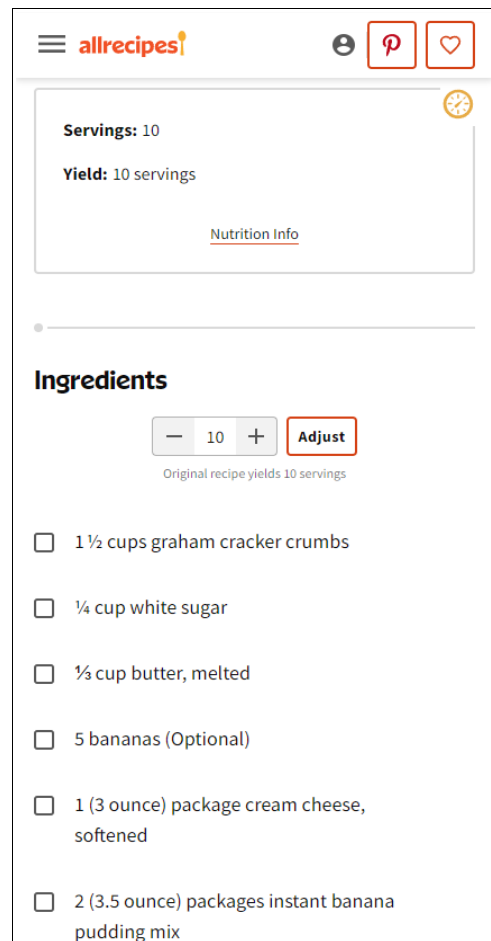 allrecipes
Servings: 10
Yield: 10 servings
Nutrition Info
Ingredients
10
Adjust
Original recipe yields 10 servings
1 ½ cups graham cracker crumbs
¼ cup white sugar
⅓ cup butter, melted
5 bananas (Optional)
1 (3 ounce) package cream cheese,
softened
2 (3.5 ounce) packages instant banana
pudding mix